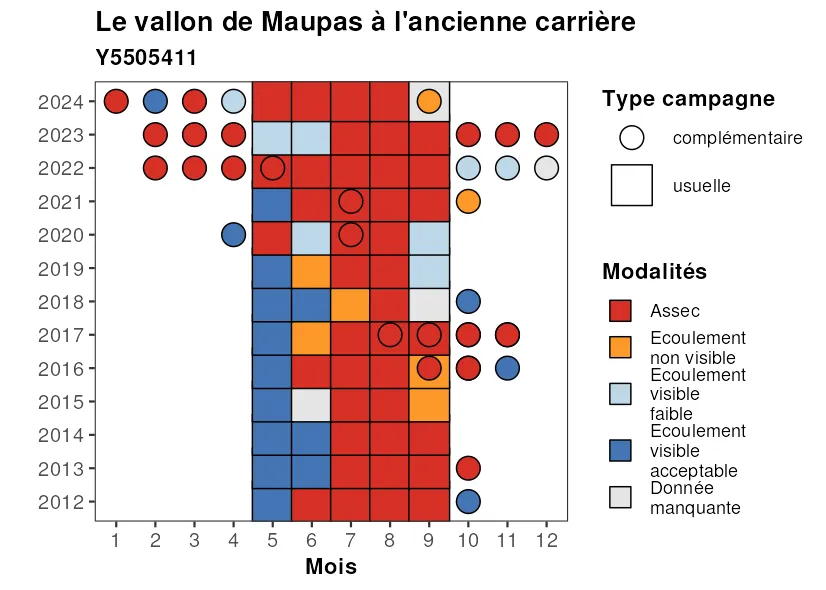 Le vallon de Maupas à l'ancienne carrière
Y5505411
2024
2023
2022
2021
2020
2019
2018
2017
2016
2015
2014
2013
2012
1 2 3 4 5 6 7 8 9 10 11 12
Mois
Type campagne
complémentaire
usuelle
Modalités
Assec
Ecoulement
non visible
Ecoulement
visible
faible
Ecoulement
visible
acceptable
Donnée
manquante